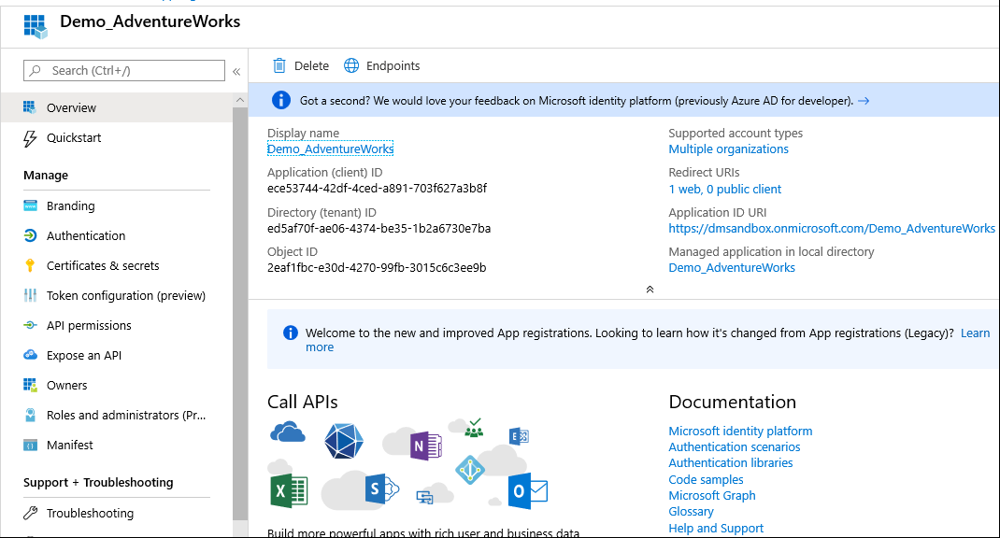 Demo_AdventureWorks
Search (Ctrl+/)
«
Overview
Quickstart
Manage
Branding
Authentication
Certificates & secrets
Token configuration (preview)
API permissions
Expose an API
Owners
Roles and administrators (Pr...
Manifest
Support + Troubleshooting
Troubleshooting
Delete
Endpoints
Got a second? We would love your feedback on Microsoft identity platform (previously Azure AD for developer). →
Display name
Demo_AdventureWorks
Application (client) ID
ece53744-42df-4ced-a891-703f627a3b8f
Directory (tenant) ID
ed5af70f-ae06-4374-be35-1b2a6730e7ba
Object ID
2eaf1fbc-e30d-4270-99fb-3015c6c3ee9b
Supported account types
Multiple organizations
Redirect URIs
1 web, 0 public client
Application ID URI
https://dmsandbox.onmicrosoft.com/Demo_AdventureWorks
Managed application in local directory
Demo_AdventureWorks
Welcome to the new and improved App registrations. Looking to learn how it's changed from App registrations (Legacy)? Learn
more
Call APIs
N
X
S
O
Build more powerful apps with rich user and business data
Documentation
Microsoft identity platform
Authentication scenarios
Authentication libraries
Code samples
Microsoft Graph
Glossary
Help and Support